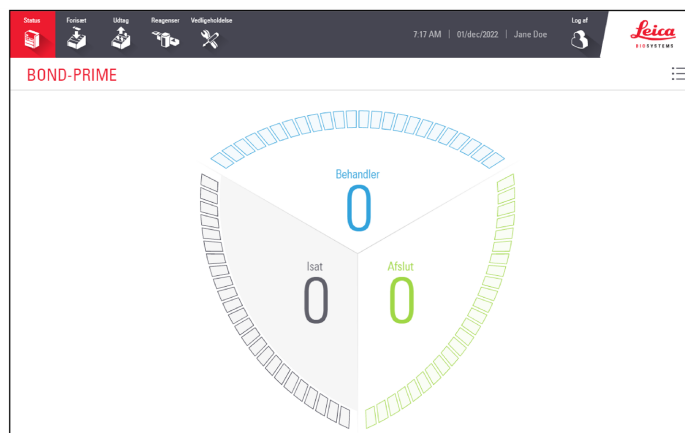 Status Forisæt Udtag Reagenser Vedligeholdelse
7:17 AM | 01/dec/2022 | Jane Doe
Log af
Leica
BIOSYSTEMS
BOND-PRIME
Behandler
0
Isat
0
Afslut
0